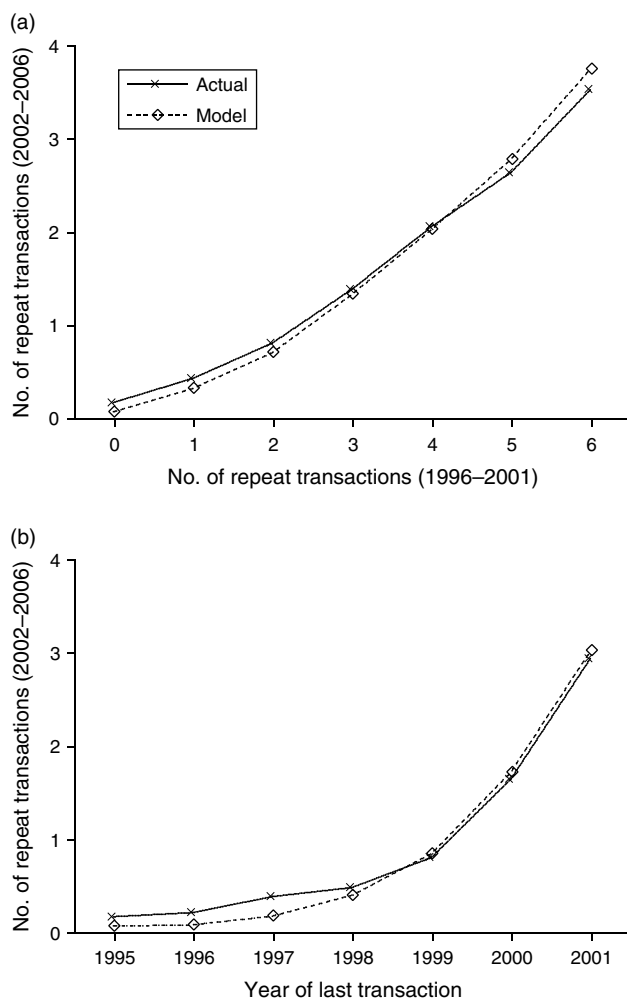 (a)
No. of repeat transactions (2002–2006)
4
3
2
1
0
Actual
Model
0 1 2 3 4 5 6
No. of repeat transactions (1996–2001)
(b)
No. of repeat transactions (2002–2006)
4
3
2
1
0
1995 1996 1997 1998 1999 2000 2001
Year of last transaction